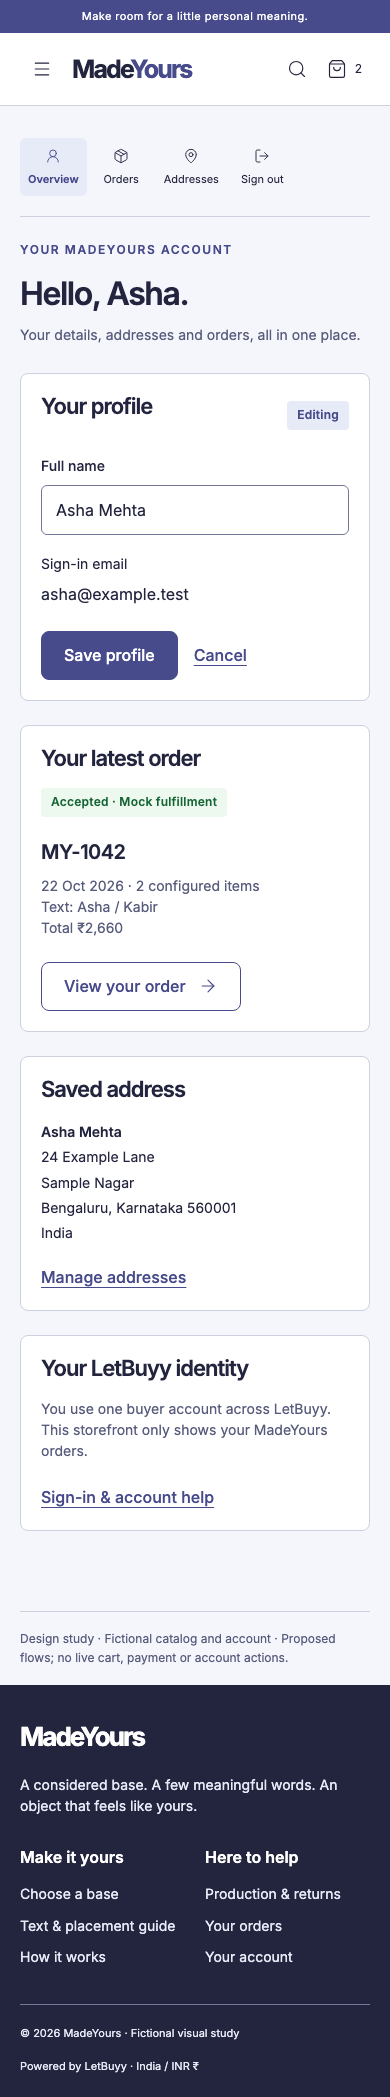 Make room for a little personal meaning.
MadeYours
2
Overview
Orders
Addresses
Sign out
YOUR MADEYOURS ACCOUNT
Hello, Asha.
Your details, addresses and orders, all in one place.
Your profile
Editing
Full name
Asha Mehta
Sign-in email
asha@example.test
Save profile
Cancel
Your latest order
Accepted · Mock fulfillment
MY-1042
22 Oct 2026 · 2 configured items
Text: Asha / Kabir
Total ₹2,660
View your order
Saved address
Asha Mehta
24 Example Lane
Sample Nagar
Bengaluru, Karnataka 560001
India
Manage addresses
Your LetBuyy identity
You use one buyer account across LetBuyy.
This storefront only shows your MadeYours
orders.
Sign-in & account help
Design study · Fictional catalog and account · Proposed
flows; no live cart, payment or account actions.
MadeYours
A considered base. A few meaningful words. An
object that feels like yours.
Make it yours
Choose a base
Text & placement guide
How it works
Here to help
Production & returns
Your orders
Your account
© 2026 MadeYours · Fictional visual study
Powered by LetBuyy · India / INR ₹